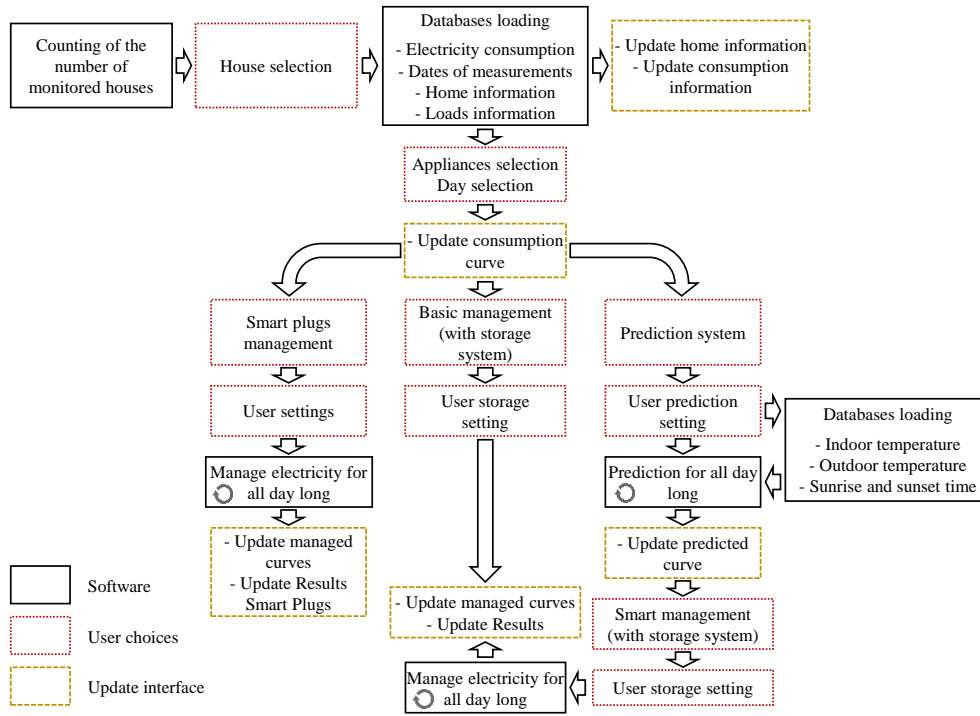 Counting of the
number of
monitored houses
House selection
Databases loading
- Electricity consumption
- Dates of measurements
- Home information
- Loads information
- Update home information
- Update consumption
information
Appliances selection
Day selection
- Update consumption
curve
Smart plugs
management
Basic management
(with storage
system)
Prediction system
User settings
User storage
setting
User prediction
setting
Databases loading
- Indoor temperature
- Outdoor temperature
- Sunrise and sunset time
Manage electricity for
all day long
Prediction for all day
long
- Update managed
curves
- Update Results
Smart Plugs
- Update predicted
curve
- Update managed curves
- Update Results
Smart management
(with storage system)
Manage electricity for
all day long
User storage setting
Software
User choices
Update interface